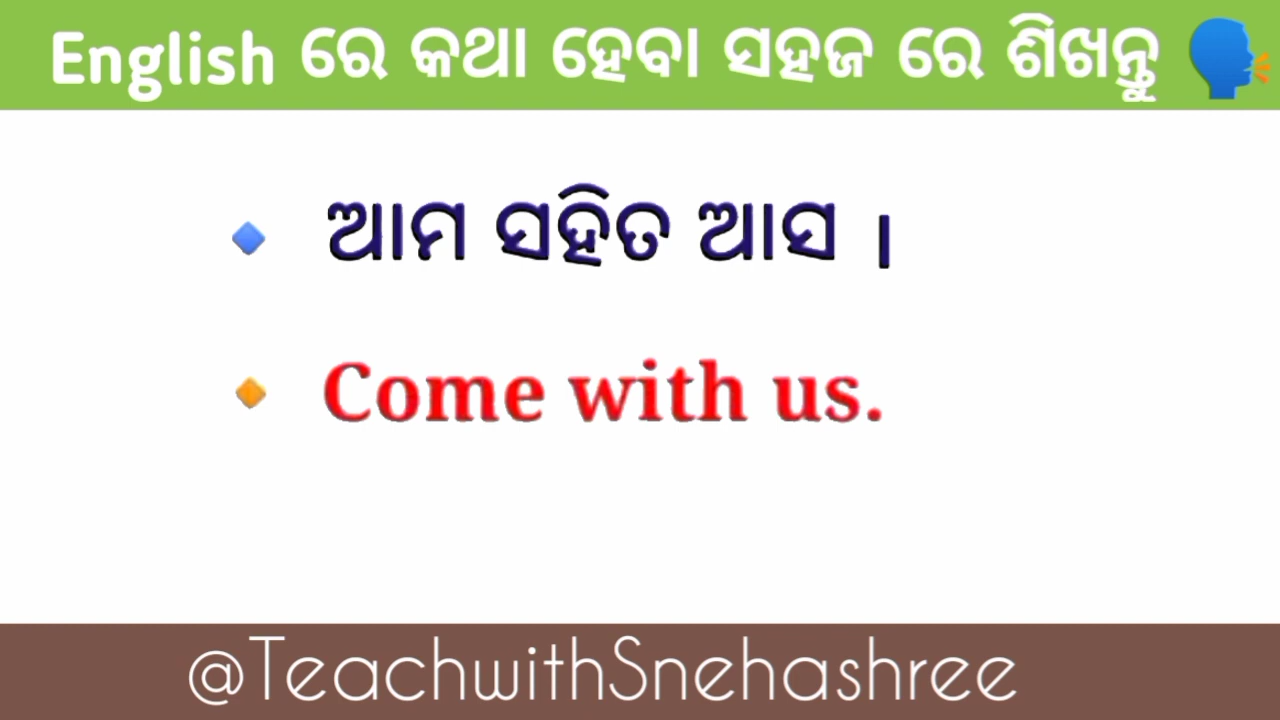 English ରେ କଥା ହେବା ସହଜ ରେ ଶିଖନ୍ତୁ
ଆମ ସହିତ ଆସ ।
Come with us.
@TeachwithSnehashree